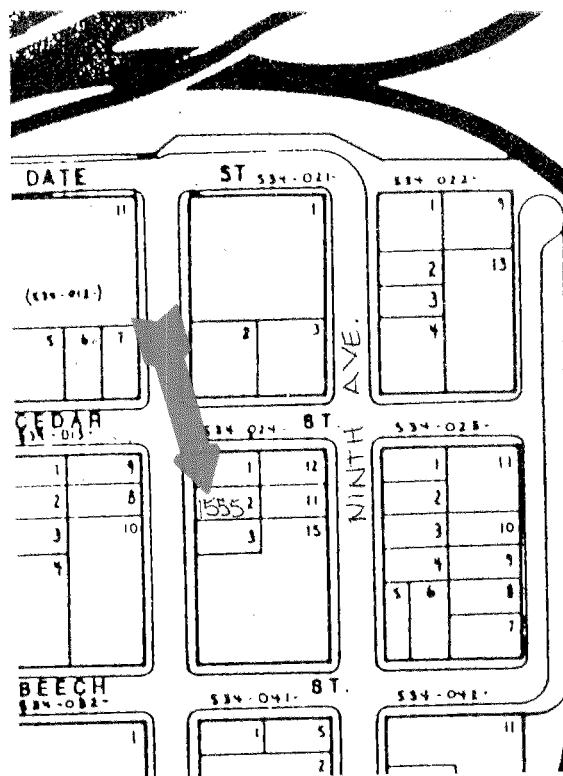 DATE ST 534-021- 534-022-
11 1 1 9
2 13
(534-012-) 3
5 6 7 2 3 4
NINTH AVE.
CEDAR ST.
534-013- 534-024- 534-023-
1 9 1 12 1 11
2 8 1555 2 11 2
3 10 3 15 3 10
4 4 9
5 6 8
7
BEECH ST.
534-032- 534-041- 534-042-
1 1 5 11
2